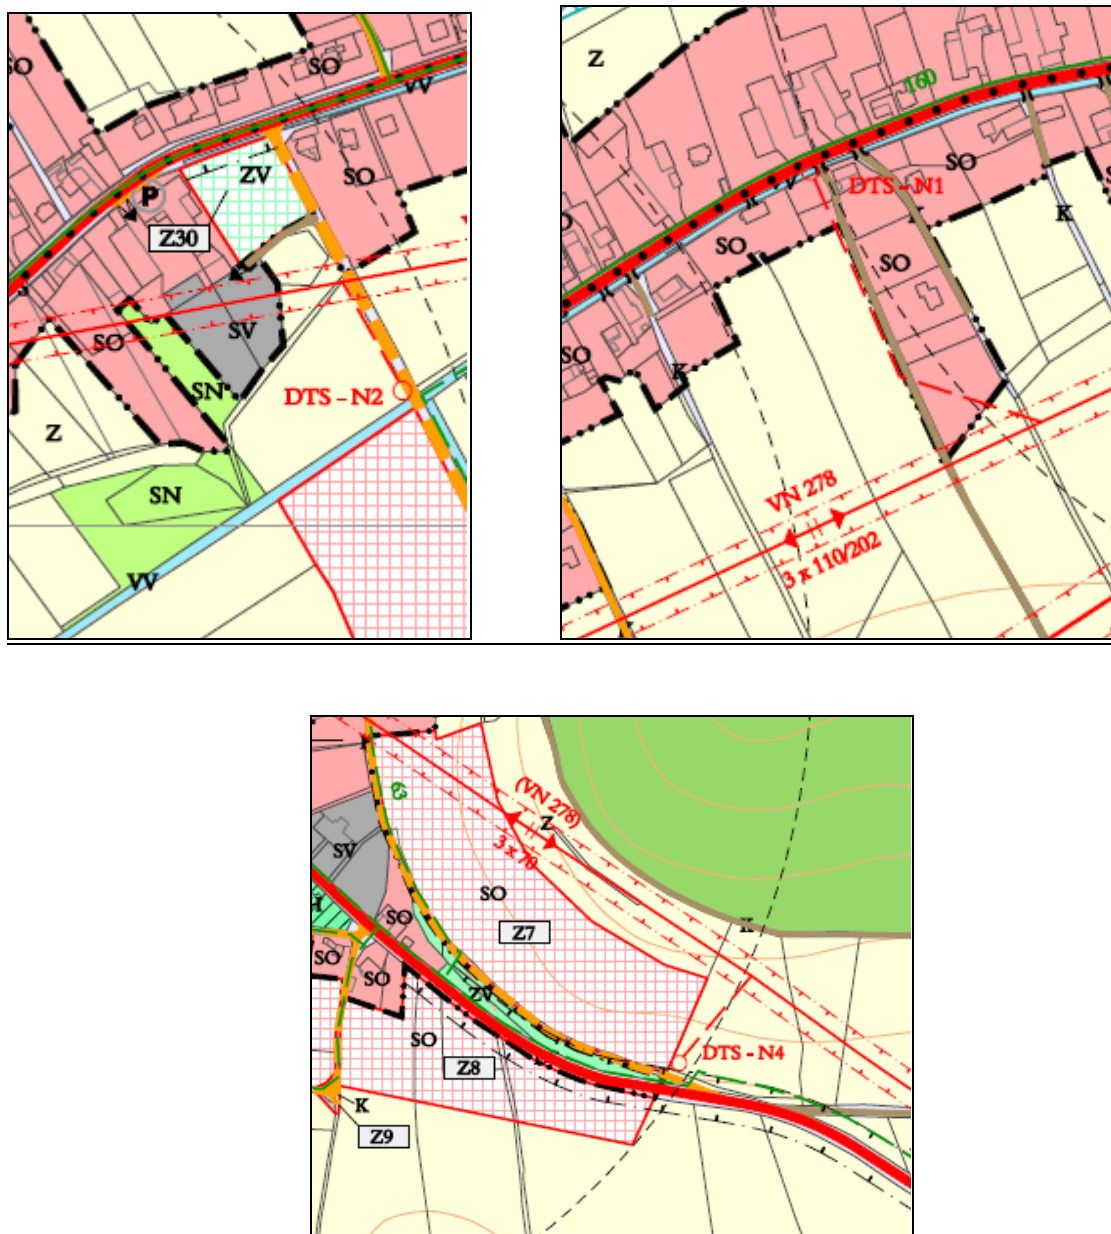 SO
SO
VV
ZV
SO
P
Z30
SV
SO
SN
DTS - N2
Z
SN
VV
Z
160
SO
VV
DTS - N1
K
SO
SO
SO
K
VN 278
3 x 110/202
63
(VN 278)
Z
3 x 70
SV
SO
Z7
SO
K
SO
SO
ZV
SO
DTS - N4
Z8
K
Z9